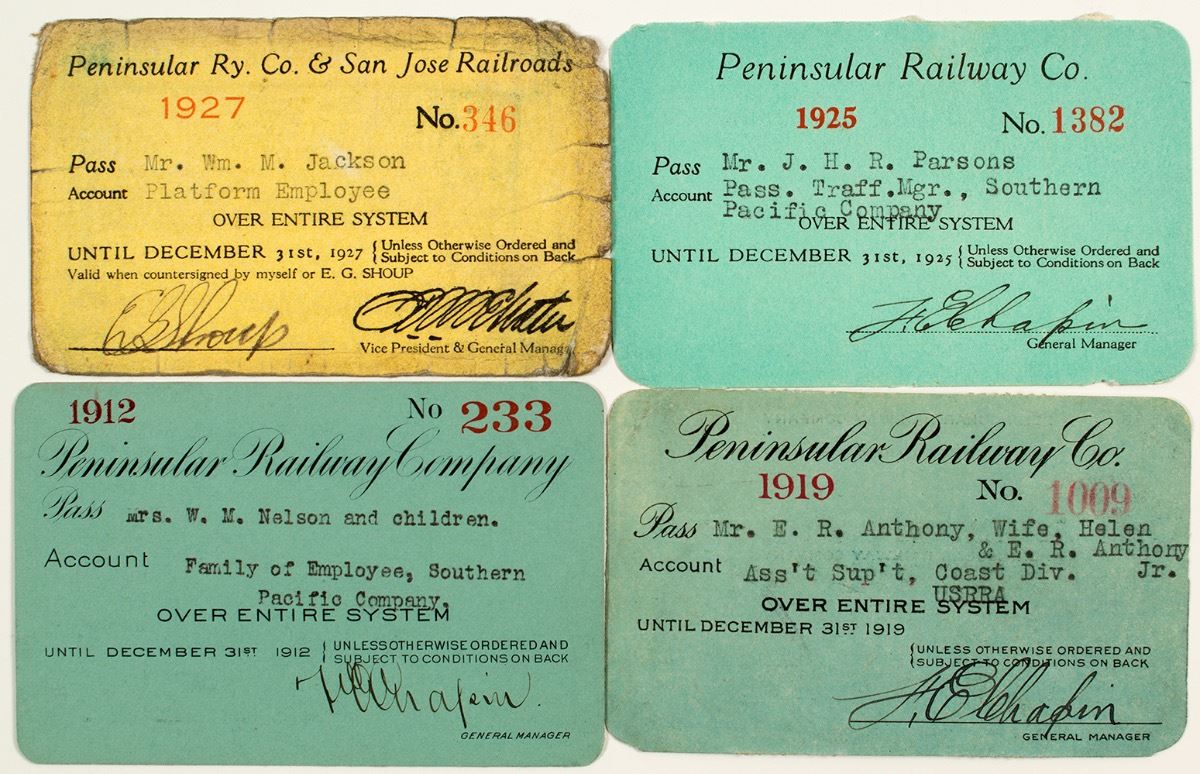 Peninsular Ry. Co. & San Jose Railroads
1927
No. 346
Pass Mr. Wm. M. Jackson
Account Platform Employee
OVER ENTIRE SYSTEM
UNTIL DECEMBER 31st, 1927 { Unless Otherwise Ordered and
Subject to Conditions on Back
Valid when countersigned by myself or E. G. SHOUP
E G Shoup
Vice President & General Manag
Peninsular Railway Co.
1925
No. 1382
Pass Mr. J. H. R. Parsons
Account Pass. Traff.Mgr., Southern
Pacific Company
OVER ENTIRE SYSTEM
UNTIL DECEMBER 31st, 1925 { Unless Otherwise Ordered and
Subject to Conditions on Back
F. E. Chapin
General Manager
1912
No 233
Peninsular Railway Company
Pass Mrs. W. M. Nelson and children.
Account Family of Employee, Southern
Pacific Company,
OVER ENTIRE SYSTEM
UNTIL DECEMBER 31ST 1912 { UNLESS OTHERWISE ORDERED AND
SUBJECT TO CONDITIONS ON BACK
F E Chapin.
GENERAL MANAGER
Peninsular Railway Co.
1919
No. 1009
Pass Mr. E. R. Anthony, Wife, Helen
& E. R. Anthony
Jr.
Account Ass't Sup't, Coast Div.
USRRA
OVER ENTIRE SYSTEM
UNTIL DECEMBER 31ST 1919
{ UNLESS OTHERWISE ORDERED AND
SUBJECT TO CONDITIONS ON BACK
F. E. Chapin
GENERAL MANAGER